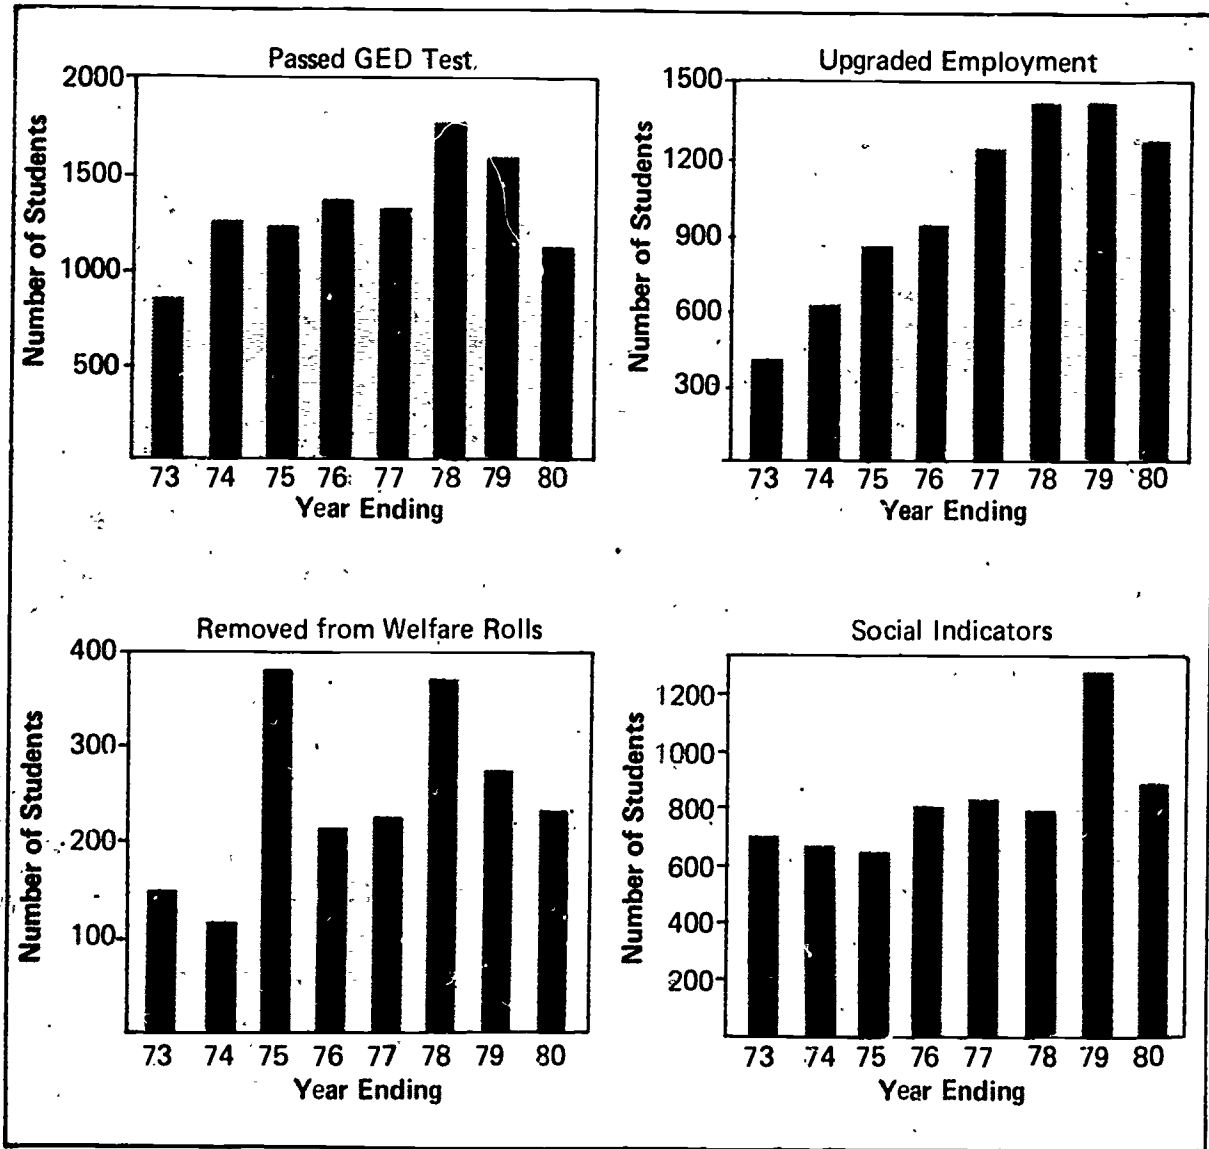 Passed GED Test
Number of Students
2000
1500
1000
500
73 74 75 76 77 78 79 80
Year Ending
Upgraded Employment
Number of Students
1500
1200
900
600
300
73 74 75 76 77 78 79 80
Year Ending
Removed from Welfare Rolls
Number of Students
400
300
200
100
73 74 75 76 77 78 79 80
Year Ending
Social Indicators
Number of Students
1200
1000
800
600
400
200
73 74 75 76 77 78 79 80
Year Ending